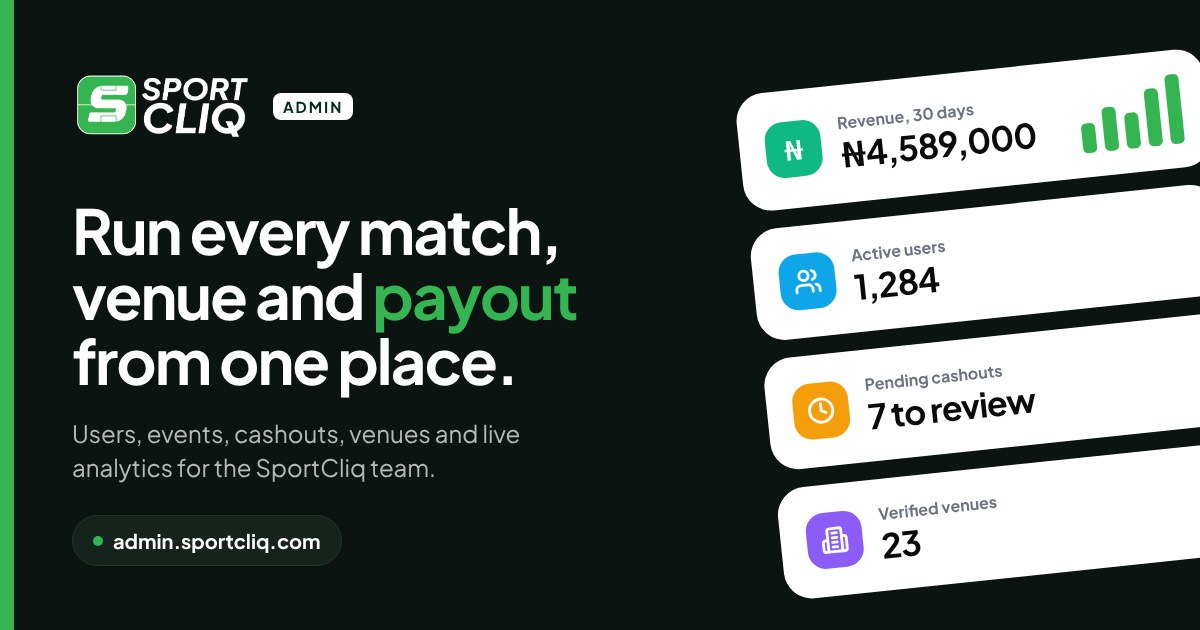 SPORT
CLIQ
ADMIN
Run every match,
venue and payout
from one place.
Users, events, cashouts, venues and live
analytics for the SportCliq team.
admin.sportcliq.com
₦
Revenue, 30 days
₦4,589,000
Active users
1,284
Pending cashouts
7 to review
Verified venues
23